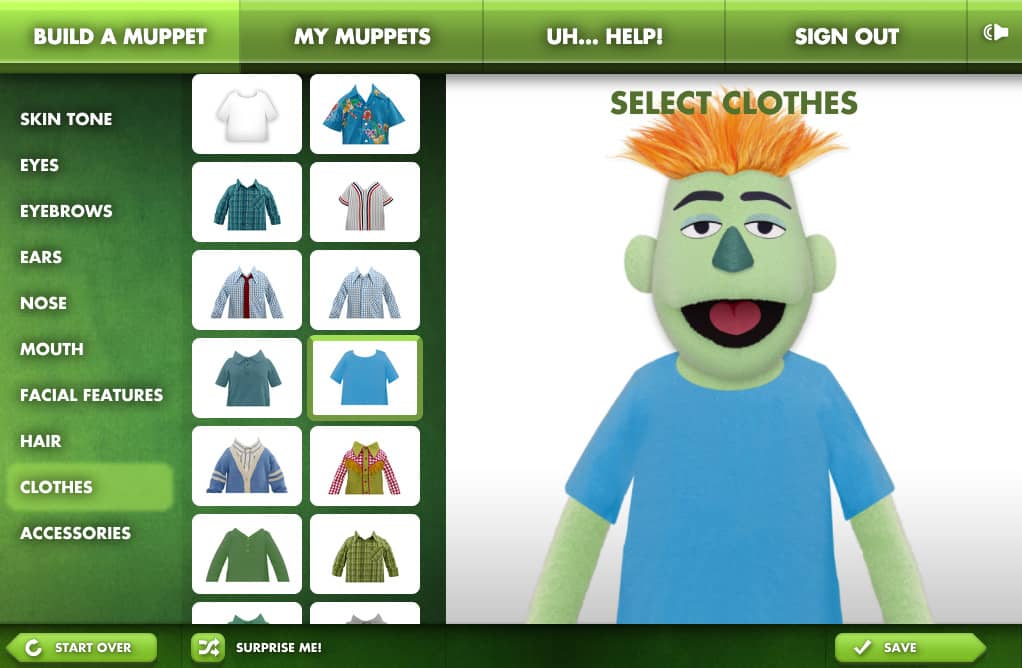 BUILD A MUPPET
MY MUPPETS
UH... HELP!
SIGN OUT
SKIN TONE
EYES
EYEBROWS
EARS
NOSE
MOUTH
FACIAL FEATURES
HAIR
CLOTHES
ACCESSORIES
SELECT CLOTHES
START OVER
SURPRISE ME!
SAVE